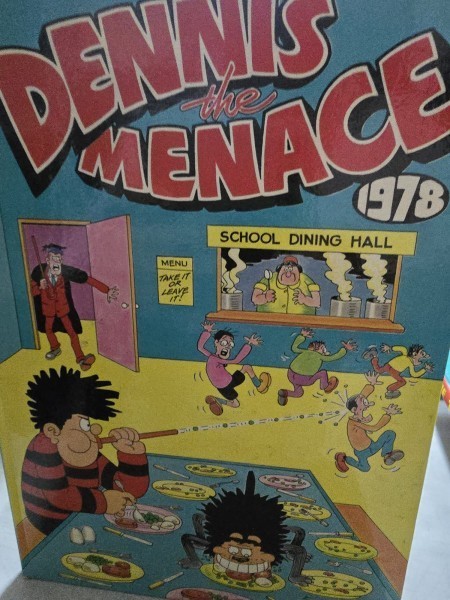 DENNIS
the
MENACE
1978
SCHOOL DINING HALL
MENU
TAKE IT
OR
LEAVE
IT!